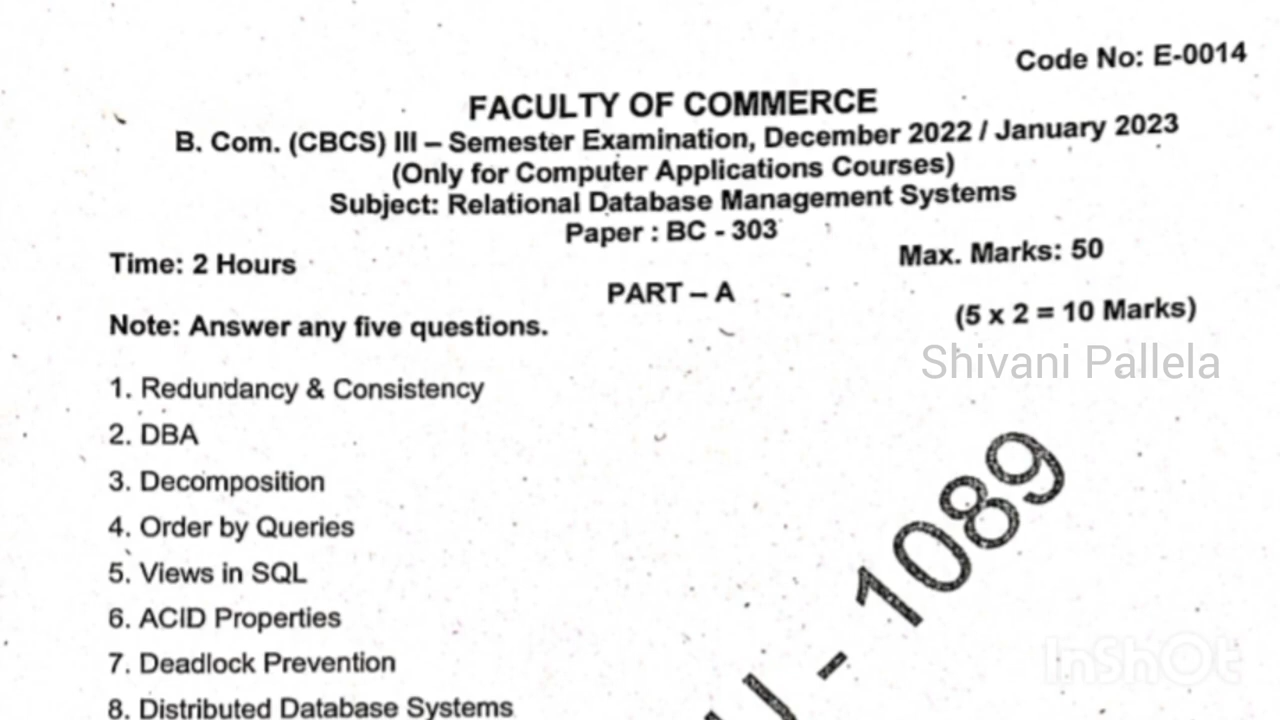 Code No: E-0014
FACULTY OF COMMERCE
B. Com. (CBCS) III – Semester Examination, December 2022 / January 2023
(Only for Computer Applications Courses)
Subject: Relational Database Management Systems
Paper : BC - 303
Time: 2 Hours
Max. Marks: 50
PART – A
Note: Answer any five questions.
(5 x 2 = 10 Marks)
Shivani Pallela
1. Redundancy & Consistency
2. DBA
3. Decomposition
4. Order by Queries
5. Views in SQL
6. ACID Properties
7. Deadlock Prevention
8. Distributed Database Systems
- 1089
InShOt